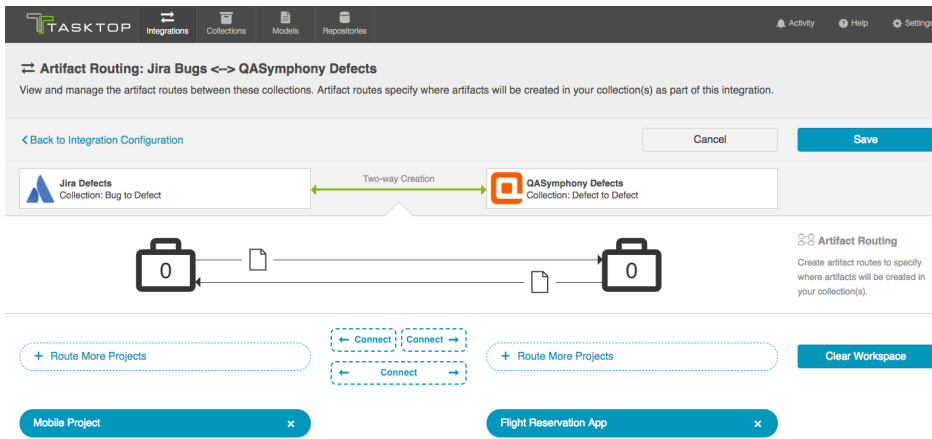 TASKTOP
Integrations
Collections
Models
Repositories
Activity
Help
Settings
Artifact Routing: Jira Bugs <--> QASymphony Defects
View and manage the artifact routes between these collections. Artifact routes specify where artifacts will be created in your collection(s) as part of this integration.
Back to Integration Configuration
Cancel
Save
Jira Defects
Collection: Bug to Defect
Two-way Creation
QASymphony Defects
Collection: Defect to Defect
0
0
Artifact Routing
Create artifact routes to specify
where artifacts will be created in
your collection(s).
+ Route More Projects
← Connect
Connect →
← Connect →
+ Route More Projects
Clear Workspace
Mobile Project ×
Flight Reservation App ×